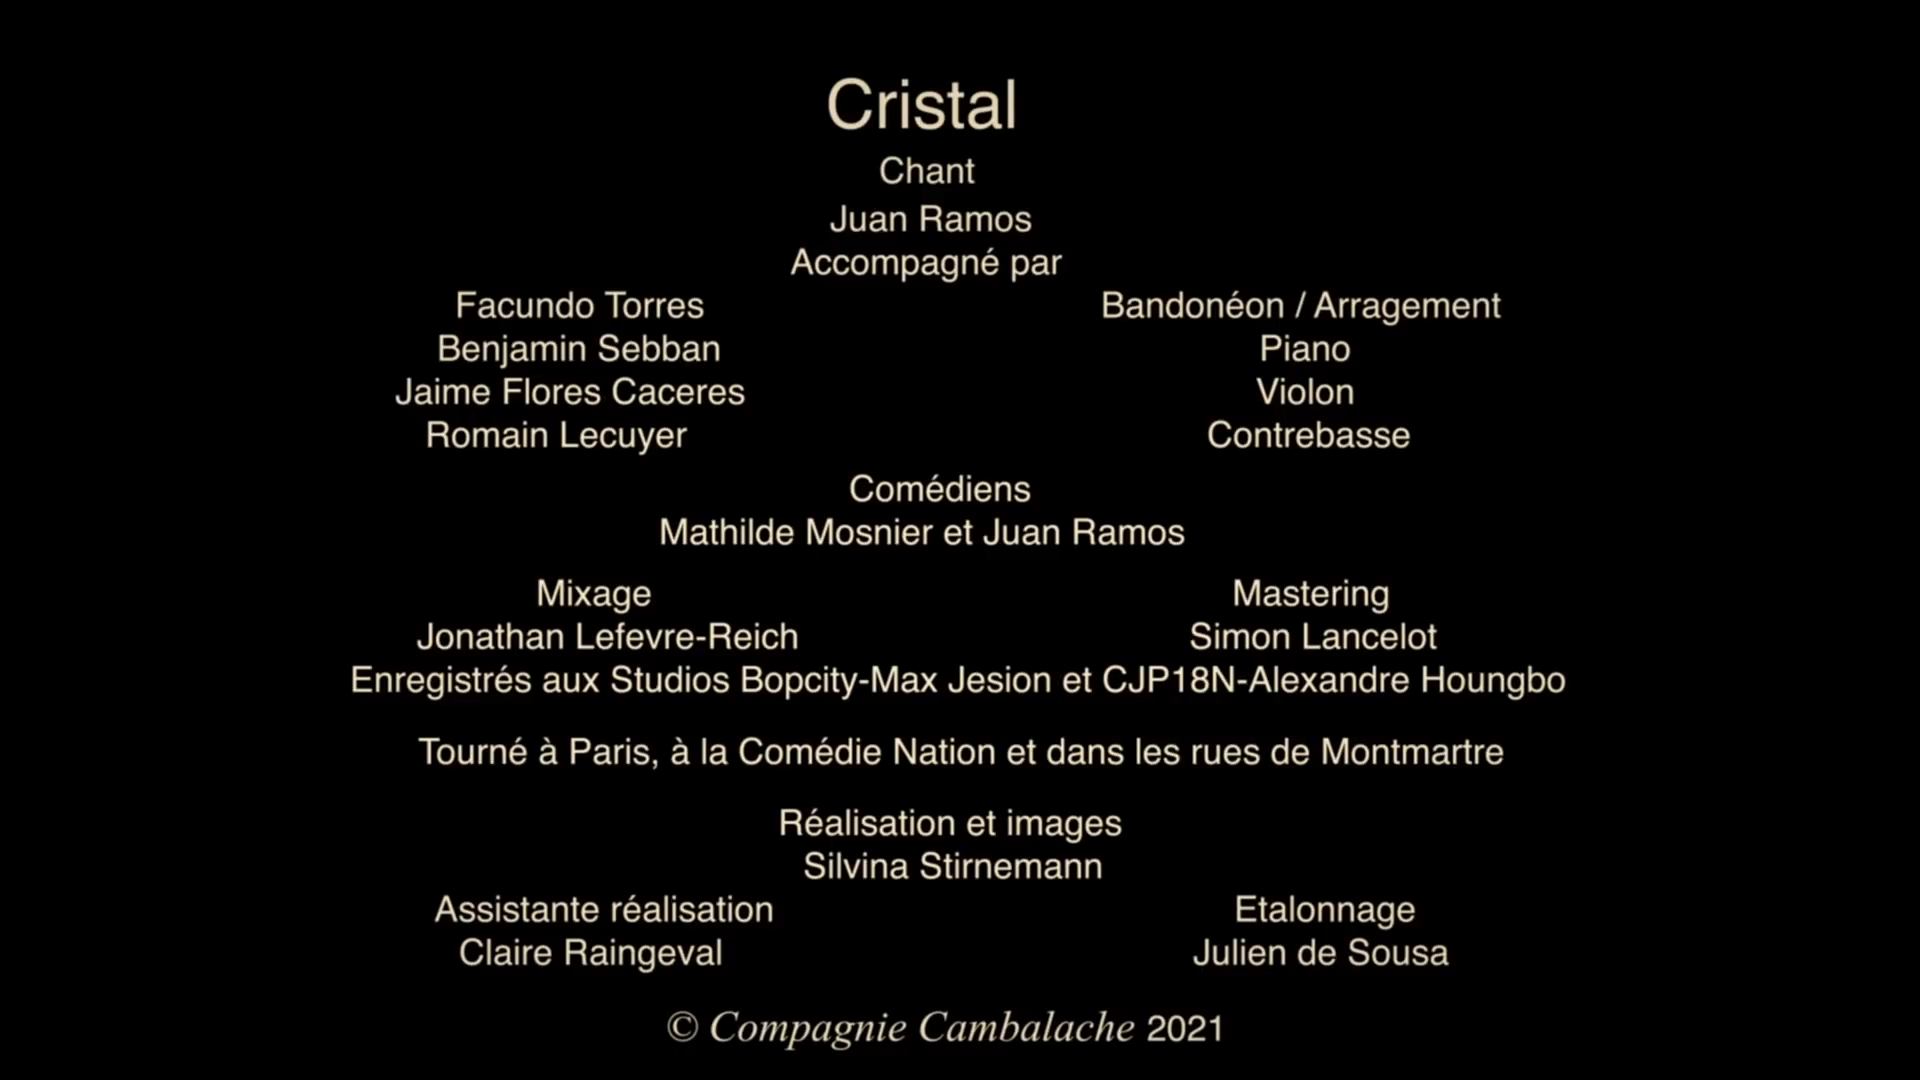 Cristal
Chant
Juan Ramos
Accompagné par
Facundo Torres Bandonéon / Arragement
Benjamin Sebban Piano
Jaime Flores Caceres Violon
Romain Lecuyer Contrebasse
Comédiens
Mathilde Mosnier et Juan Ramos
Mixage Mastering
Jonathan Lefevre-Reich Simon Lancelot
Enregistrés aux Studios Bopcity-Max Jesion et CJP18N-Alexandre Houngbo
Tourné à Paris, à la Comédie Nation et dans les rues de Montmartre
Réalisation et images
Silvina Stirnemann
Assistante réalisation Etalonnage
Claire Raingeval Julien de Sousa
© Compagnie Cambalache 2021